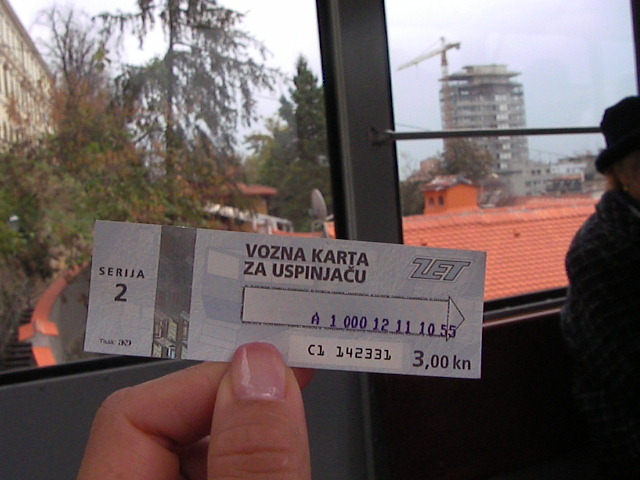 SERIJA
2
VOZNA KARTA
ZA USPINJAČU
ZET
A 1 000 12 11 10 55
C1 142331
3,00 kn